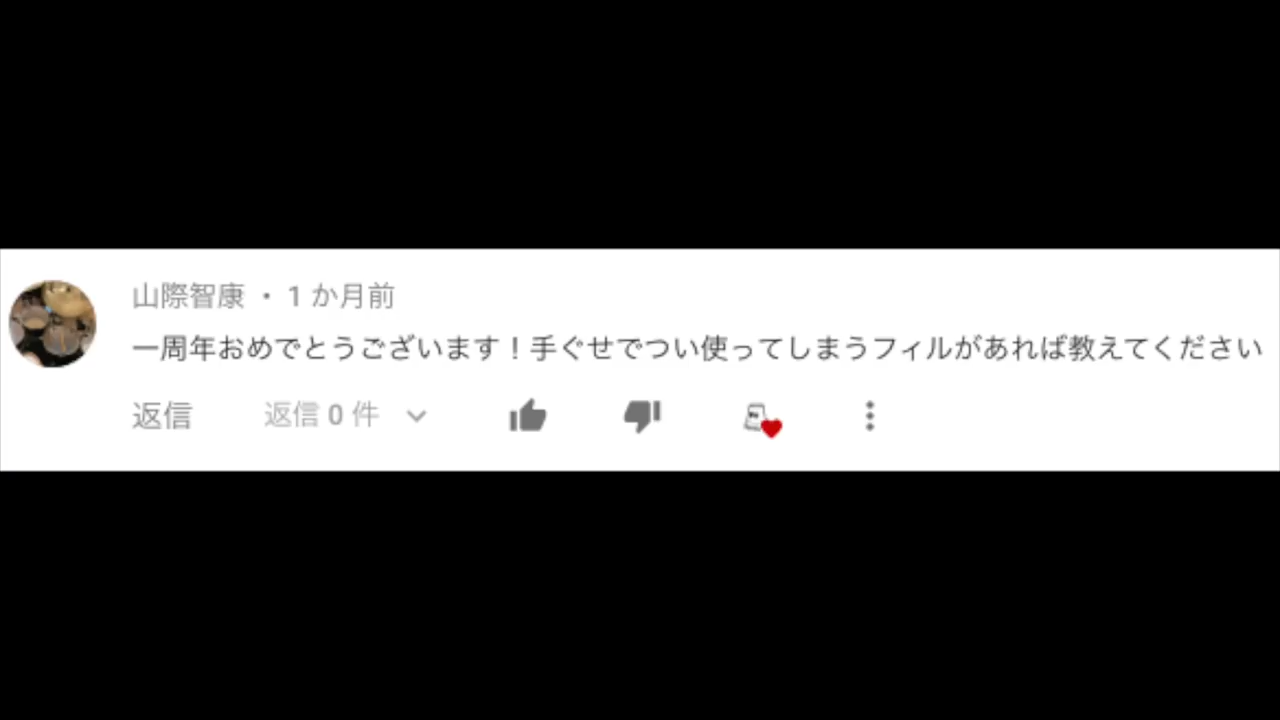 山際智康 ・ 1 か月前
一周年おめでとうございます！手ぐせでつい使ってしまうフィルがあれば教えてください
返信 返信 0 件